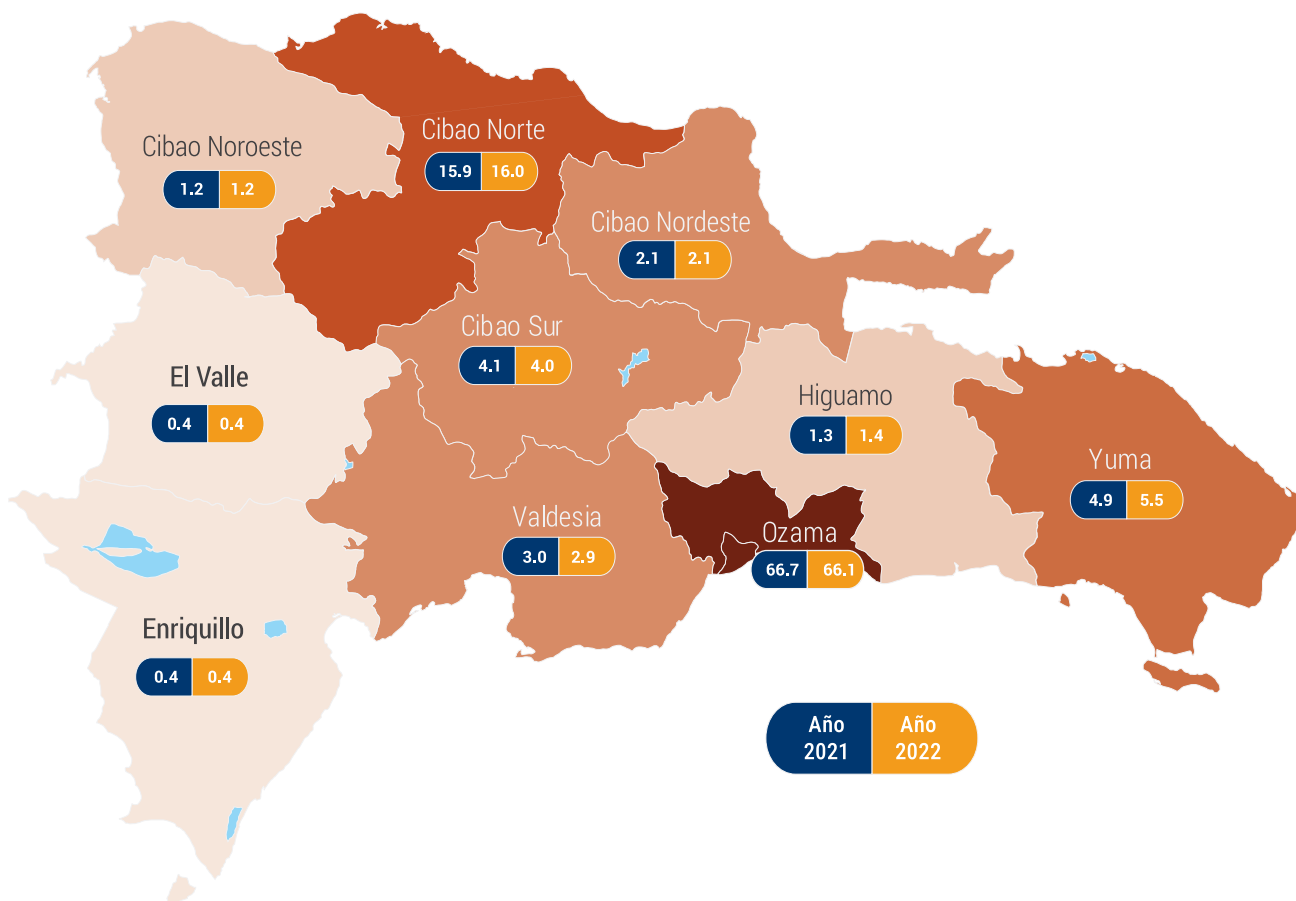 Cibao Norte
15.9 16.0
Cibao Noroeste
1.2 1.2
Cibao Nordeste
2.1 2.1
Cibao Sur
4.1 4.0
El Valle
0.4 0.4
Higuamo
1.3 1.4
Yuma
4.9 5.5
Valdesia
3.0 2.9
Ozama
66.7 66.1
Enriquillo
0.4 0.4
Año Año
2021 2022